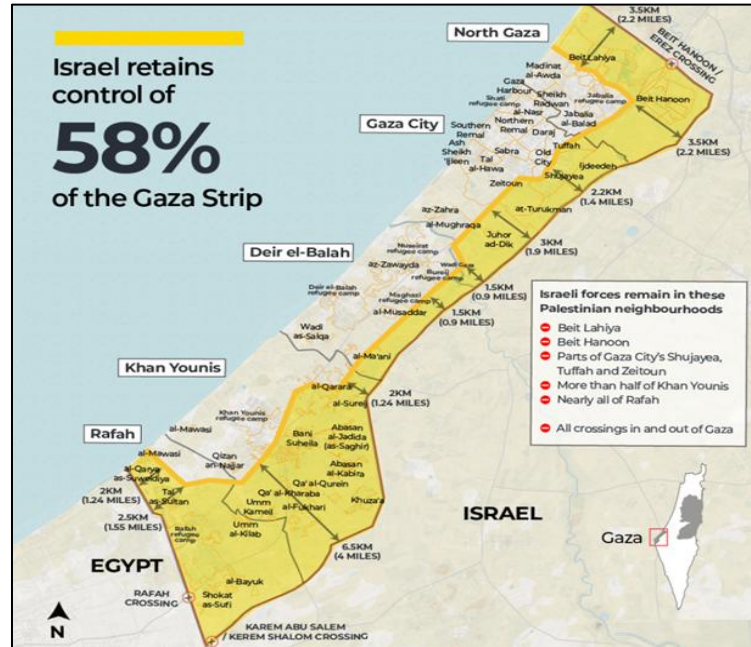 Israel retains
control of
58%
of the Gaza Strip
North Gaza
3.5KM
(2.2 MILES)
BEIT HANOON /
EREZ CROSSING
Beit Lahiya
Madinat
al-Awda
Gaza
Harbour
Shati
refugee camp
Sheikh
Radwan
al-Nasr
Jabalia
refugee camp
Beit Hanoon
Jabalia
al-Balad
Gaza City
Northern
Remal
Southern
Remal
Daraj
Tuffah
3.5KM
(2.2 MILES)
Ash
Sheikh
'Ijleen
Sabra
Old
City
Tal
al-Hawa
Ijdeedeh
Shujayea
Zeitoun
2.2KM
(1.4 MILES)
az-Zahra
at-Turukman
al-Mughraqa
Juhor
ad-Dik
3KM
(1.9 MILES)
Deir el-Balah
Nuseirat
refugee camp
az-Zawayda
Wadi Gaza
Bureij
refugee camp
1.5KM
(0.9 MILES)
Deir el-Balah
refugee camp
Maghazi
refugee camp
al-Musaddar
1.5KM
(0.9 MILES)
Wadi
as-Salqa
al-Ma'ani
Khan Younis
al-Qarara
al-Sureij
2KM
(1.24 MILES)
Khan Younis
refugee camp
al-Mawasi
Bani
Suheila
Abasan
al-Jadida
(as-Saghir)
Rafah
al-Mawasi
Qizan
an-Najjar
Abasan
al-Kabira
al-Qarya
as-Suwaidiya
Qa' al-Qurein
2KM
(1.24 MILES)
Tal
as-Sultan
Qa' al-Kharaba
Khuza'a
Umm
Kameil
al-Fukhari
2.5KM
(1.55 MILES)
Umm
al-Kilab
6.5KM
(4 MILES)
EGYPT
al-Bayuk
RAFAH
CROSSING
Shokat
as-Sufi
KAREM ABU SALEM
/ KEREM SHALOM CROSSING
N
ISRAEL
Israeli forces remain in these
Palestinian neighbourhoods
Beit Lahiya
Beit Hanoon
Parts of Gaza City's Shujayea,
Tuffah and Zeitoun
More than half of Khan Younis
Nearly all of Rafah
All crossings in and out of Gaza
Gaza